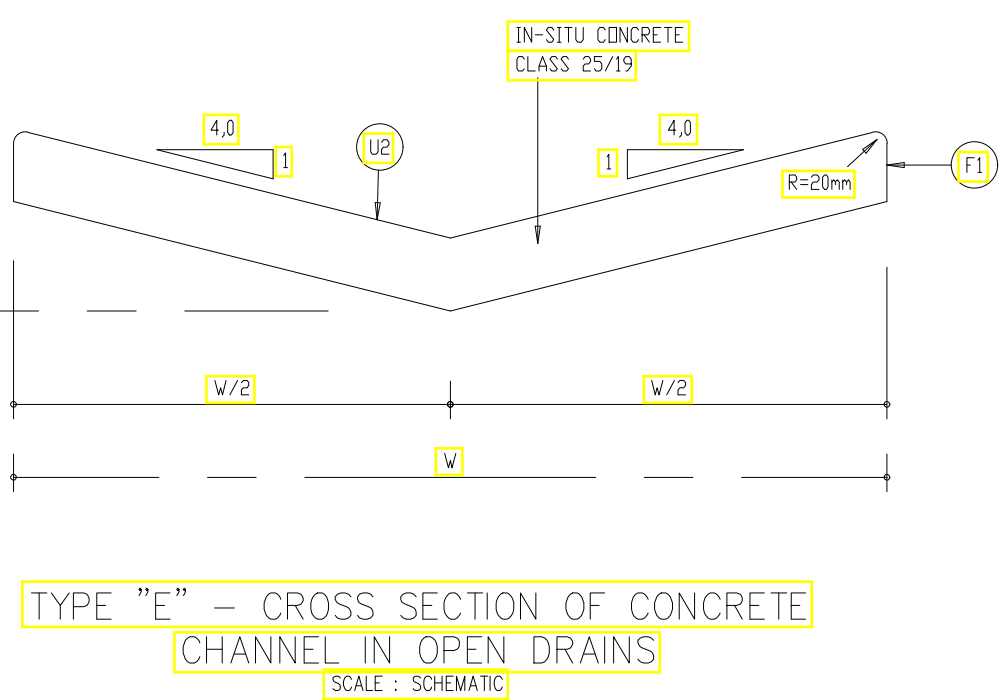 IN-SITU CONCRETE
CLASS 25/19
4,0
1
U2
4,0
1
R=20mm
F1
W/2
W/2
W
TYPE ”E” – CROSS SECTION OF CONCRETE
CHANNEL IN OPEN DRAINS
SCALE : SCHEMATIC